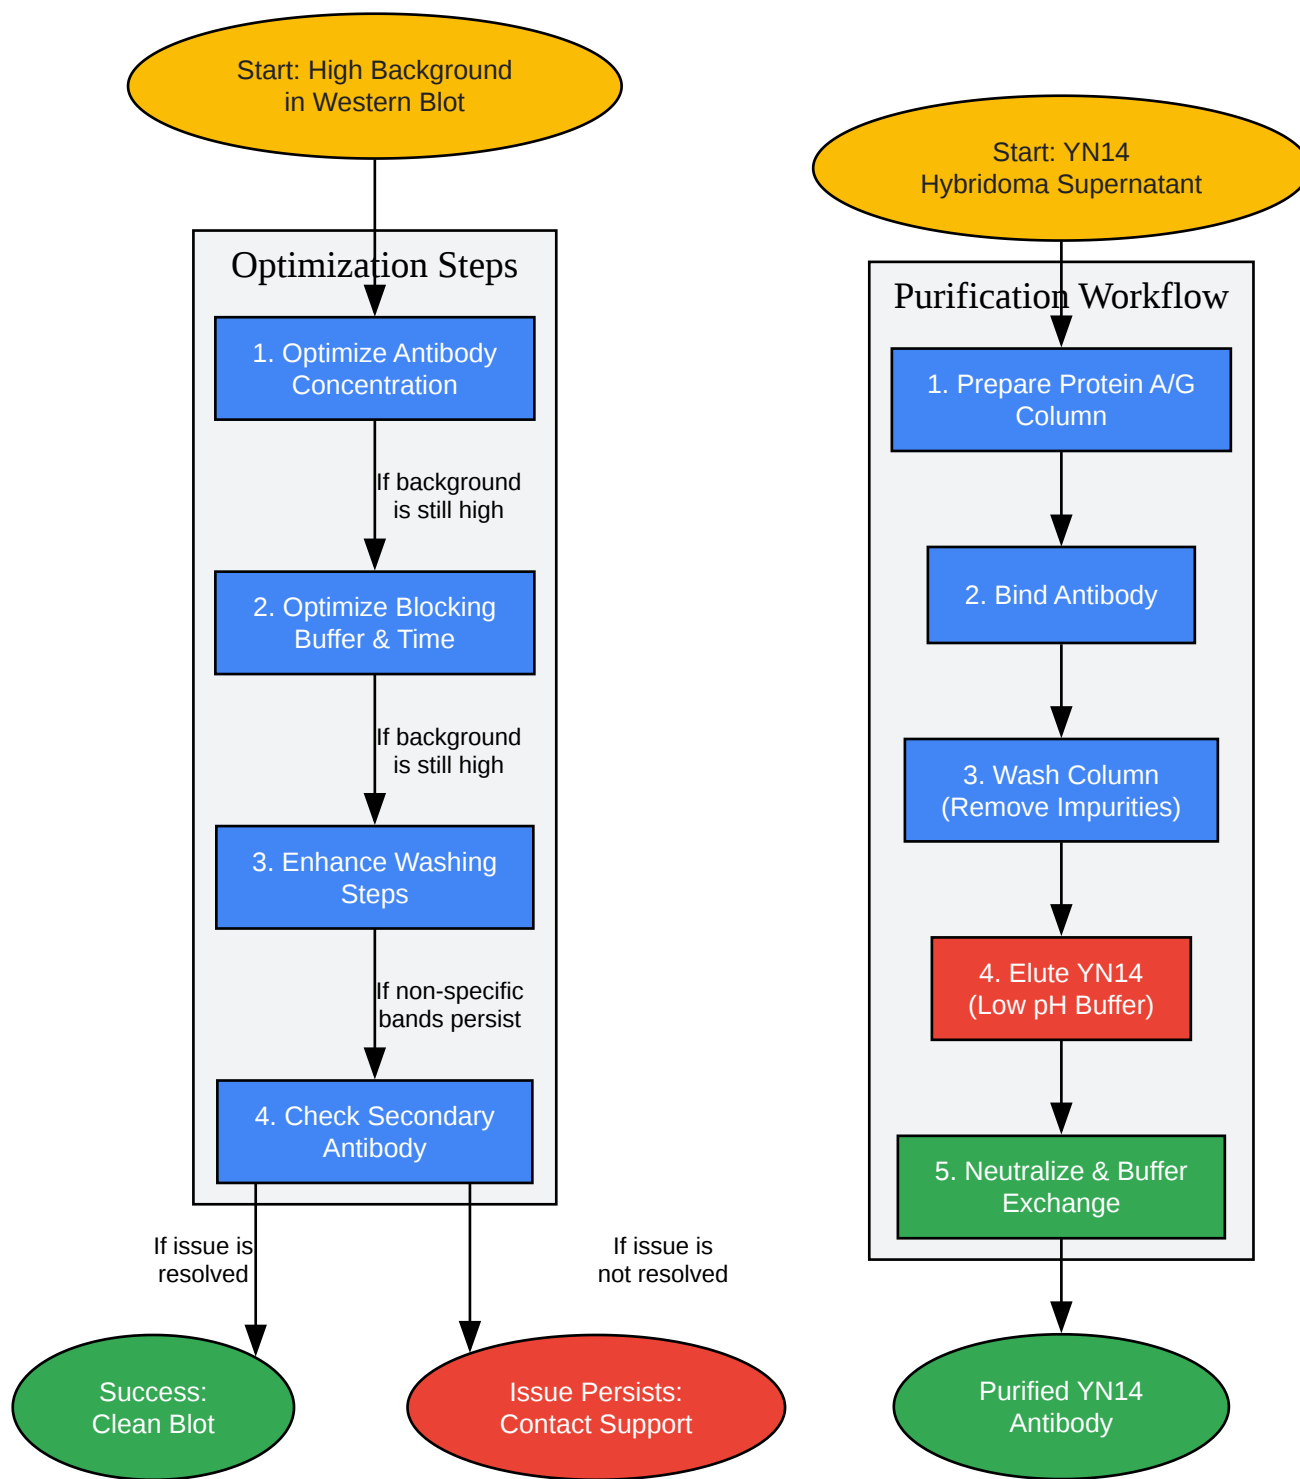 Start: High Background
in Western Blot
Optimization Steps
1. Optimize Antibody
Concentration
If background
is still high
2. Optimize Blocking
Buffer & Time
If background
is still high
3. Enhance Washing
Steps
If non-specific
bands persist
4. Check Secondary
Antibody
If issue is
resolved
If issue is
not resolved
Success:
Clean Blot
Issue Persists:
Contact Support
Start: YN14
Hybridoma Supernatant
Purification Workflow
1. Prepare Protein A/G
Column
2. Bind Antibody
3. Wash Column
(Remove Impurities)
4. Elute YN14
(Low pH Buffer)
5. Neutralize & Buffer
Exchange
Purified YN14
Antibody